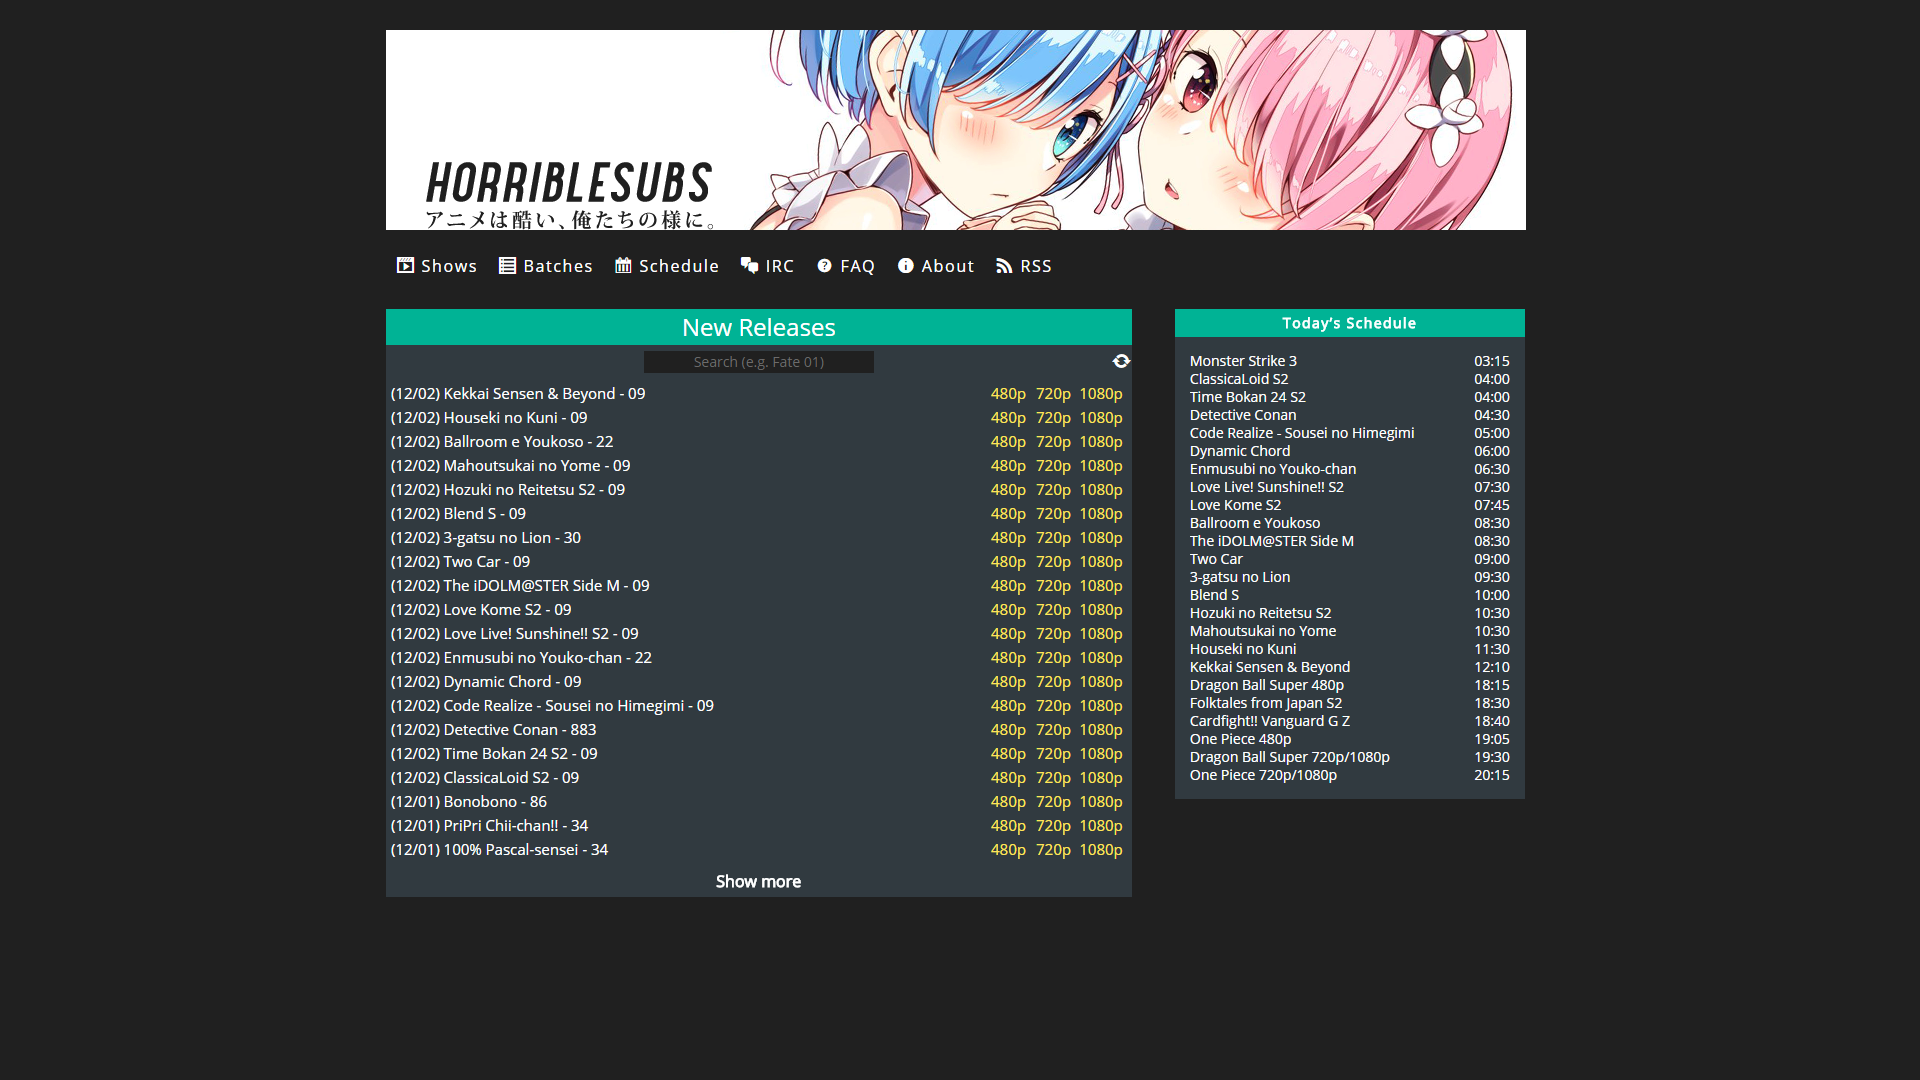 HORRIBLESUBS
アニメは酷い、俺たちの様に。
Shows Batches Schedule IRC FAQ About RSS
New Releases
Search (e.g. Fate 01)
(12/02) Kekkai Sensen & Beyond - 09 480p 720p 1080p
(12/02) Houseki no Kuni - 09 480p 720p 1080p
(12/02) Ballroom e Youkoso - 22 480p 720p 1080p
(12/02) Mahoutsukai no Yome - 09 480p 720p 1080p
(12/02) Hozuki no Reitetsu S2 - 09 480p 720p 1080p
(12/02) Blend S - 09 480p 720p 1080p
(12/02) 3-gatsu no Lion - 30 480p 720p 1080p
(12/02) Two Car - 09 480p 720p 1080p
(12/02) The iDOLM@STER Side M - 09 480p 720p 1080p
(12/02) Love Kome S2 - 09 480p 720p 1080p
(12/02) Love Live! Sunshine!! S2 - 09 480p 720p 1080p
(12/02) Enmusubi no Youko-chan - 22 480p 720p 1080p
(12/02) Dynamic Chord - 09 480p 720p 1080p
(12/02) Code Realize - Sousei no Himegimi - 09 480p 720p 1080p
(12/02) Detective Conan - 883 480p 720p 1080p
(12/02) Time Bokan 24 S2 - 09 480p 720p 1080p
(12/02) ClassicaLoid S2 - 09 480p 720p 1080p
(12/01) Bonobono - 86 480p 720p 1080p
(12/01) PriPri Chii-chan!! - 34 480p 720p 1080p
(12/01) 100% Pascal-sensei - 34 480p 720p 1080p
Show more
Today's Schedule
Monster Strike 3 03:15
ClassicaLoid S2 04:00
Time Bokan 24 S2 04:00
Detective Conan 04:30
Code Realize - Sousei no Himegimi 05:00
Dynamic Chord 06:00
Enmusubi no Youko-chan 06:30
Love Live! Sunshine!! S2 07:30
Love Kome S2 07:45
Ballroom e Youkoso 08:30
The iDOLM@STER Side M 08:30
Two Car 09:00
3-gatsu no Lion 09:30
Blend S 10:00
Hozuki no Reitetsu S2 10:30
Mahoutsukai no Yome 10:30
Houseki no Kuni 11:30
Kekkai Sensen & Beyond 12:10
Dragon Ball Super 480p 18:15
Folktales from Japan S2 18:30
Cardfight!! Vanguard G Z 18:40
One Piece 480p 19:05
Dragon Ball Super 720p/1080p 19:30
One Piece 720p/1080p 20:15